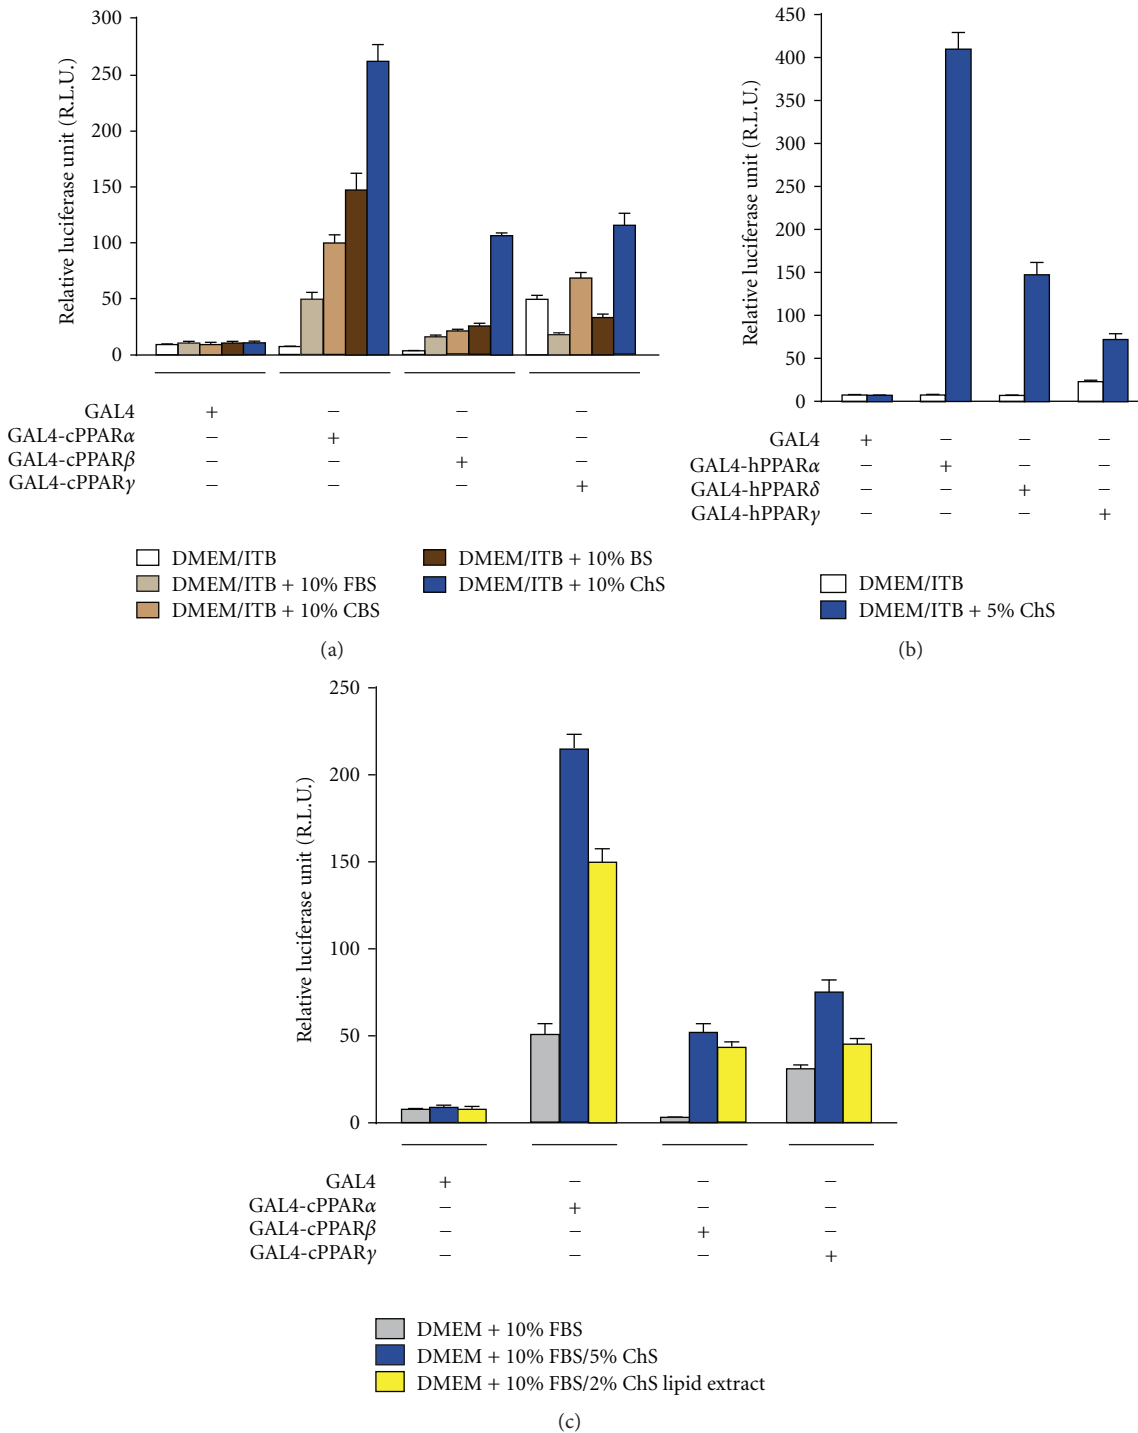 300
250
200
150
100
50
0
Relative luciferase unit (R.L.U.)
GAL4 + − − −
GAL4-cPPARα − + − −
GAL4-cPPARβ − − + −
GAL4-cPPARγ − − − +
DMEM/ITB
DMEM/ITB + 10% FBS
DMEM/ITB + 10% CBS
DMEM/ITB + 10% BS
DMEM/ITB + 10% ChS
(a)
450
400
350
300
250
200
150
100
50
0
Relative luciferase unit (R.L.U.)
GAL4 + − − −
GAL4-hPPARα − + − −
GAL4-hPPARδ − − + −
GAL4-hPPARγ − − − +
DMEM/ITB
DMEM/ITB + 5% ChS
(b)
250
200
150
100
50
0
Relative luciferase unit (R.L.U.)
GAL4 + − − −
GAL4-cPPARα − + − −
GAL4-cPPARβ − − + −
GAL4-cPPARγ − − − +
DMEM + 10% FBS
DMEM + 10% FBS/5% ChS
DMEM + 10% FBS/2% ChS lipid extract
(c)